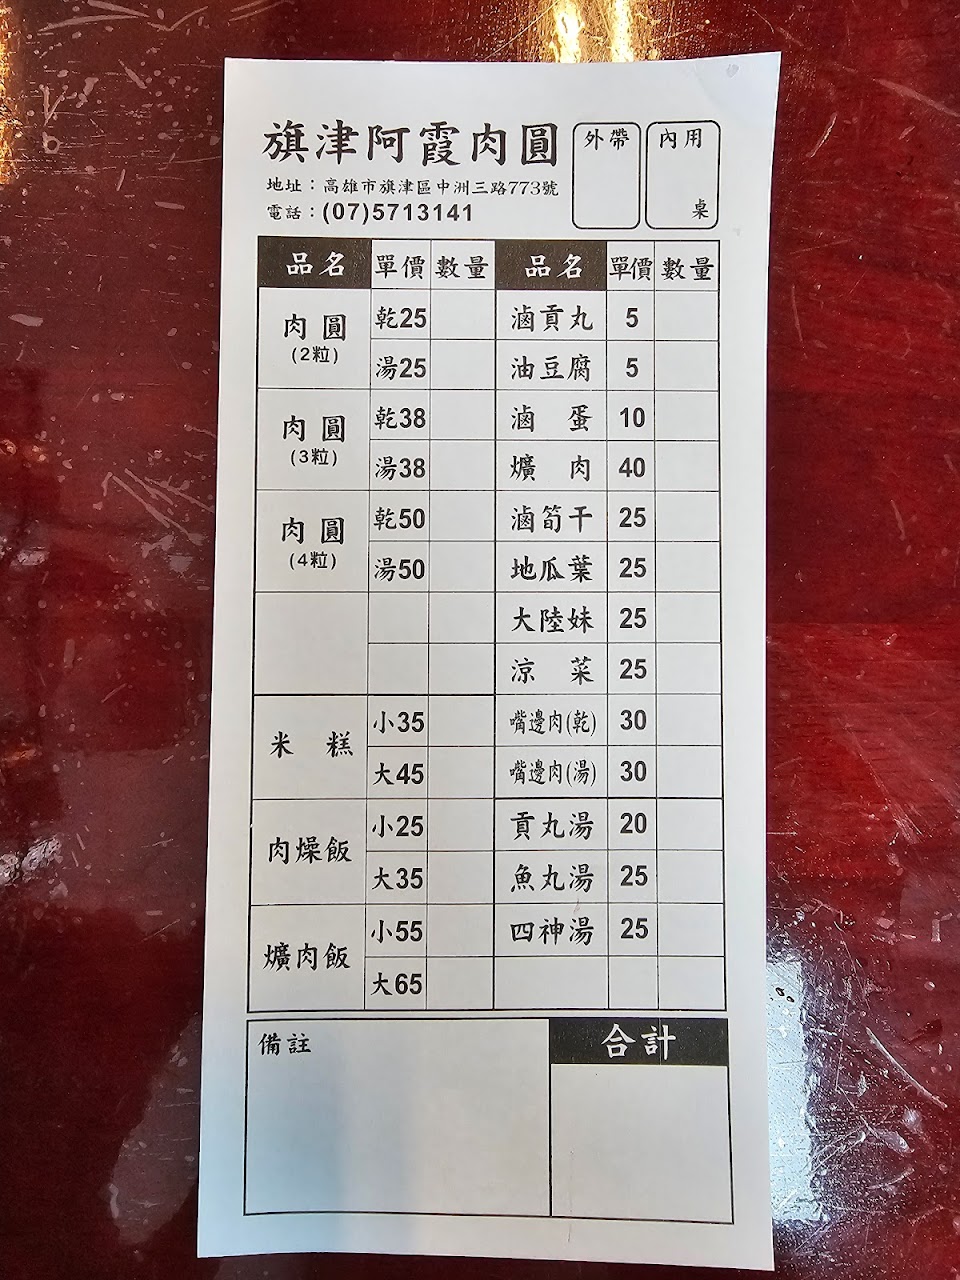 旗津阿霞肉圓
地址：高雄市旗津區中洲三路773號
電話：(07)5713141
外帶
內用
桌
品名 單價 數量 品名 單價 數量
肉圓 乾25 滷貢丸 5
(2粒) 湯25 油豆腐 5
肉圓 乾38 滷蛋 10
(3粒) 湯38 爌肉 40
肉圓 乾50 滷筍干 25
(4粒) 湯50 地瓜葉 25
大陸妹 25
涼菜 25
米糕 小35 嘴邊肉(乾) 30
大45 嘴邊肉(湯) 30
肉燥飯 小25 貢丸湯 20
大35 魚丸湯 25
爌肉飯 小55 四神湯 25
大65
備註 合計